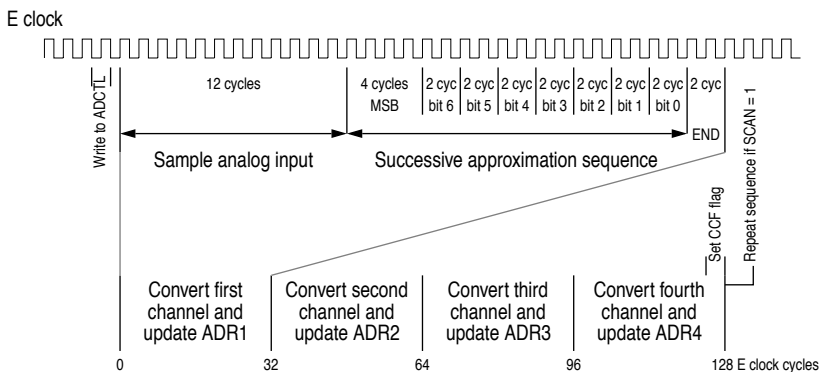 E clock
Write to ADCTL
12 cycles
4 cycles
MSB
2 cyc
bit 6
2 cyc
bit 5
2 cyc
bit 4
2 cyc
bit 3
2 cyc
bit 2
2 cyc
bit 1
2 cyc
bit 0
2 cyc
END
Sample analog input
Successive approximation sequence
Set CCF flag
Repeat sequence if SCAN = 1
Convert first
channel and
update ADR1
Convert second
channel and
update ADR2
Convert third
channel and
update ADR3
Convert fourth
channel and
update ADR4
0
32
64
96
128 E clock cycles